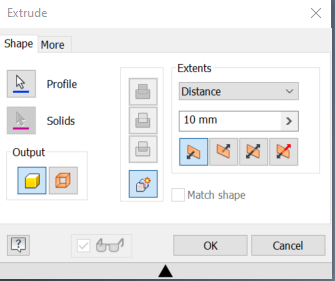 Extrude
Shape More
Profile
Solids
Output
Extents
Distance
10 mm
Match shape
OK
Cancel